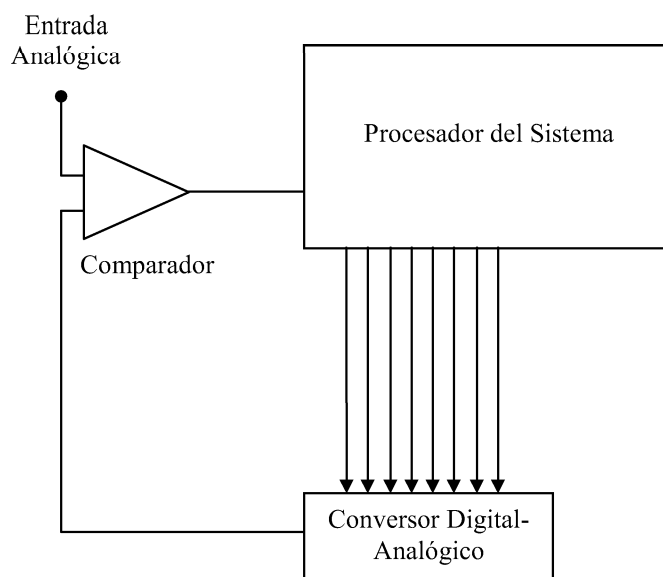 Entrada
Analógica
Procesador del Sistema
Comparador
Conversor Digital-
Analógico